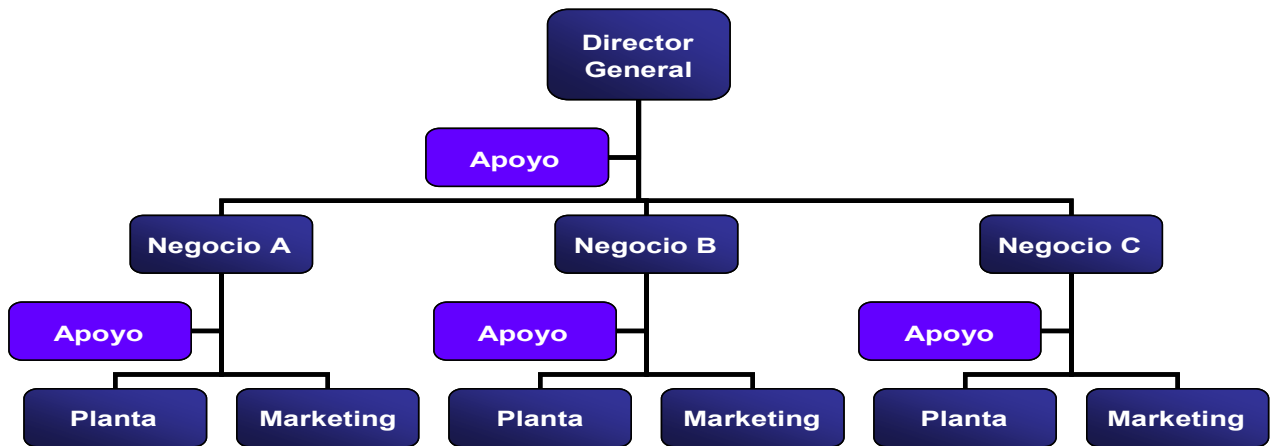 Director
General
Apoyo
Negocio A
Negocio B
Negocio C
Apoyo
Apoyo
Apoyo
Planta
Marketing
Planta
Marketing
Planta
Marketing